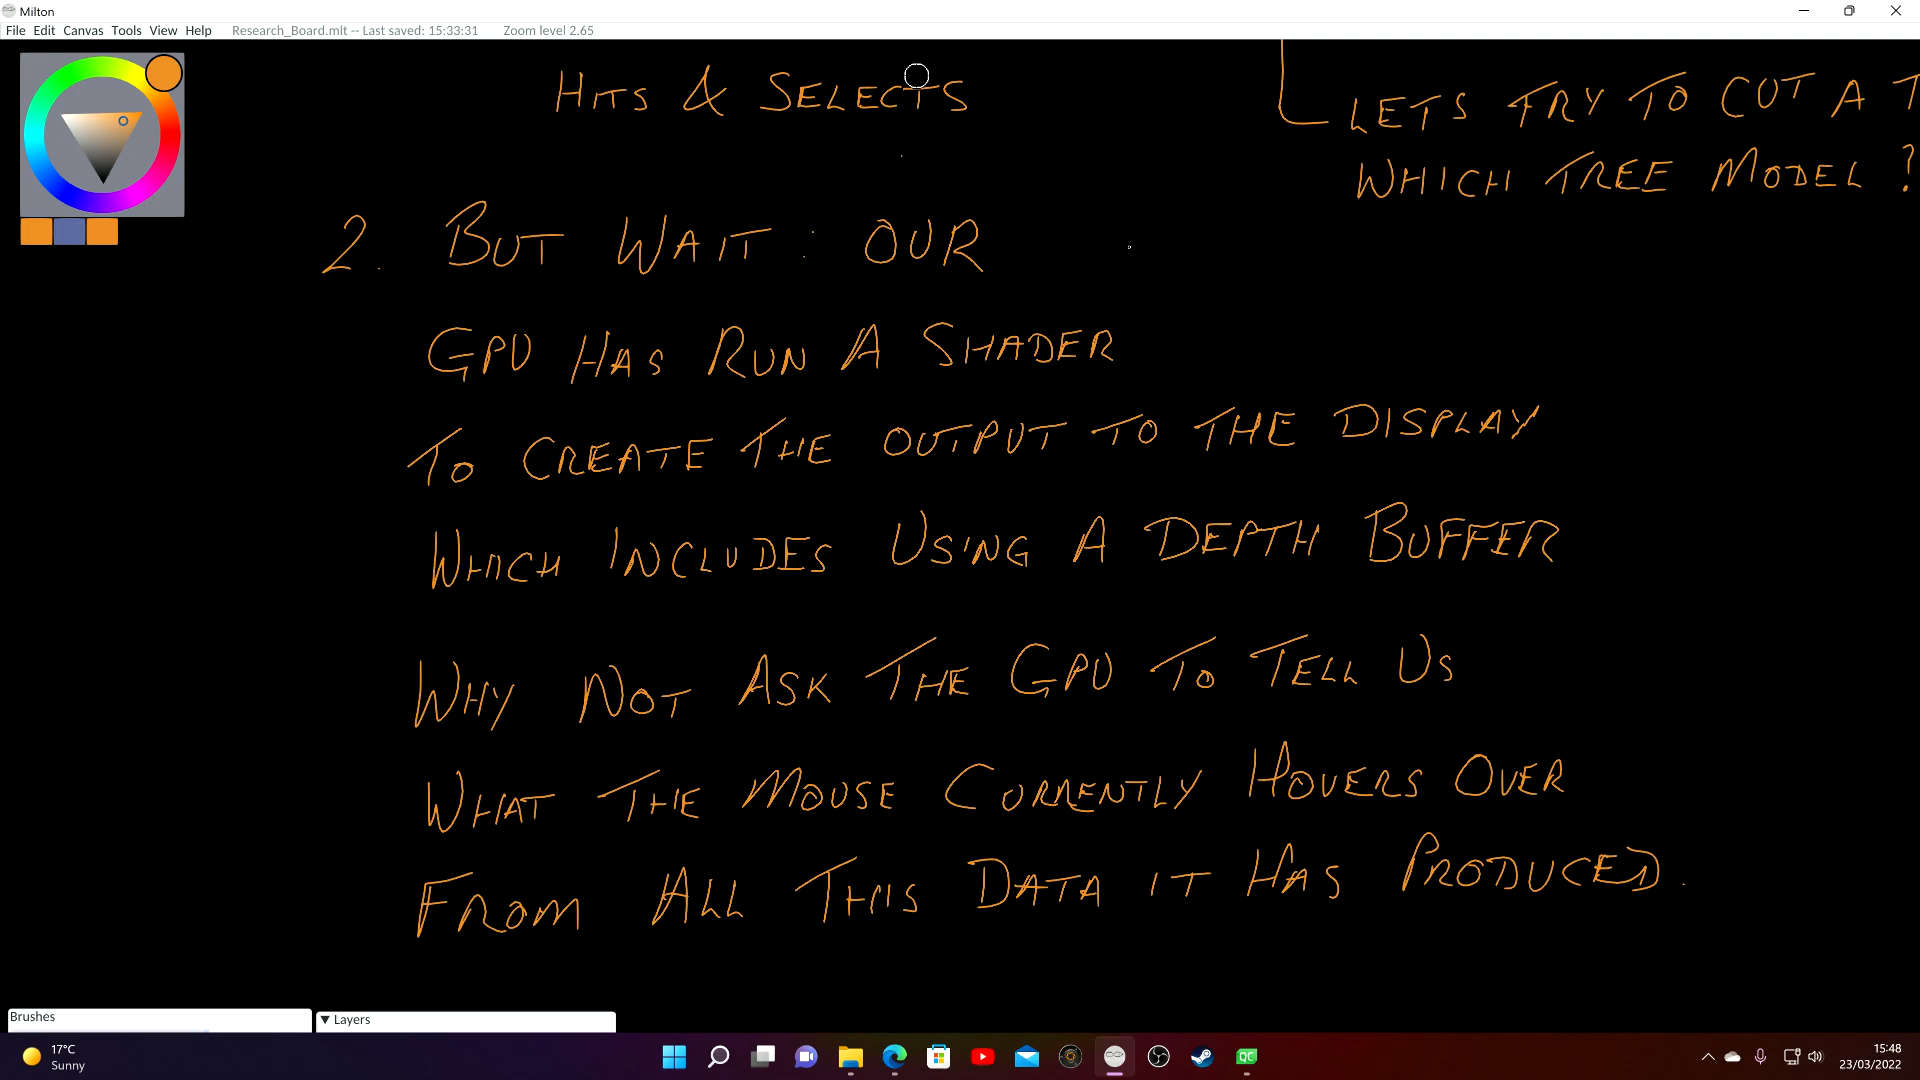 Milton
File Edit Canvas Tools View Help Research_Board.mlt -- Last saved: 15:33:31 Zoom level 2.65
HITS & SELECTS
LETS TRY TO CUT A T
WHICH TREE MODEL ?
2. BUT WAIT : OUR
GPU HAS RUN A SHADER
TO CREATE THE OUTPUT TO THE DISPLAY
WHICH INCLUDES USING A DEPTH BUFFER
WHY NOT ASK THE GPU TO TELL US
WHAT THE MOUSE CURRENTLY HOVERS OVER
FROM ALL THIS DATA IT HAS PRODUCED.
Brushes
Layers
17°C
Sunny
QC
15:48
23/03/2022